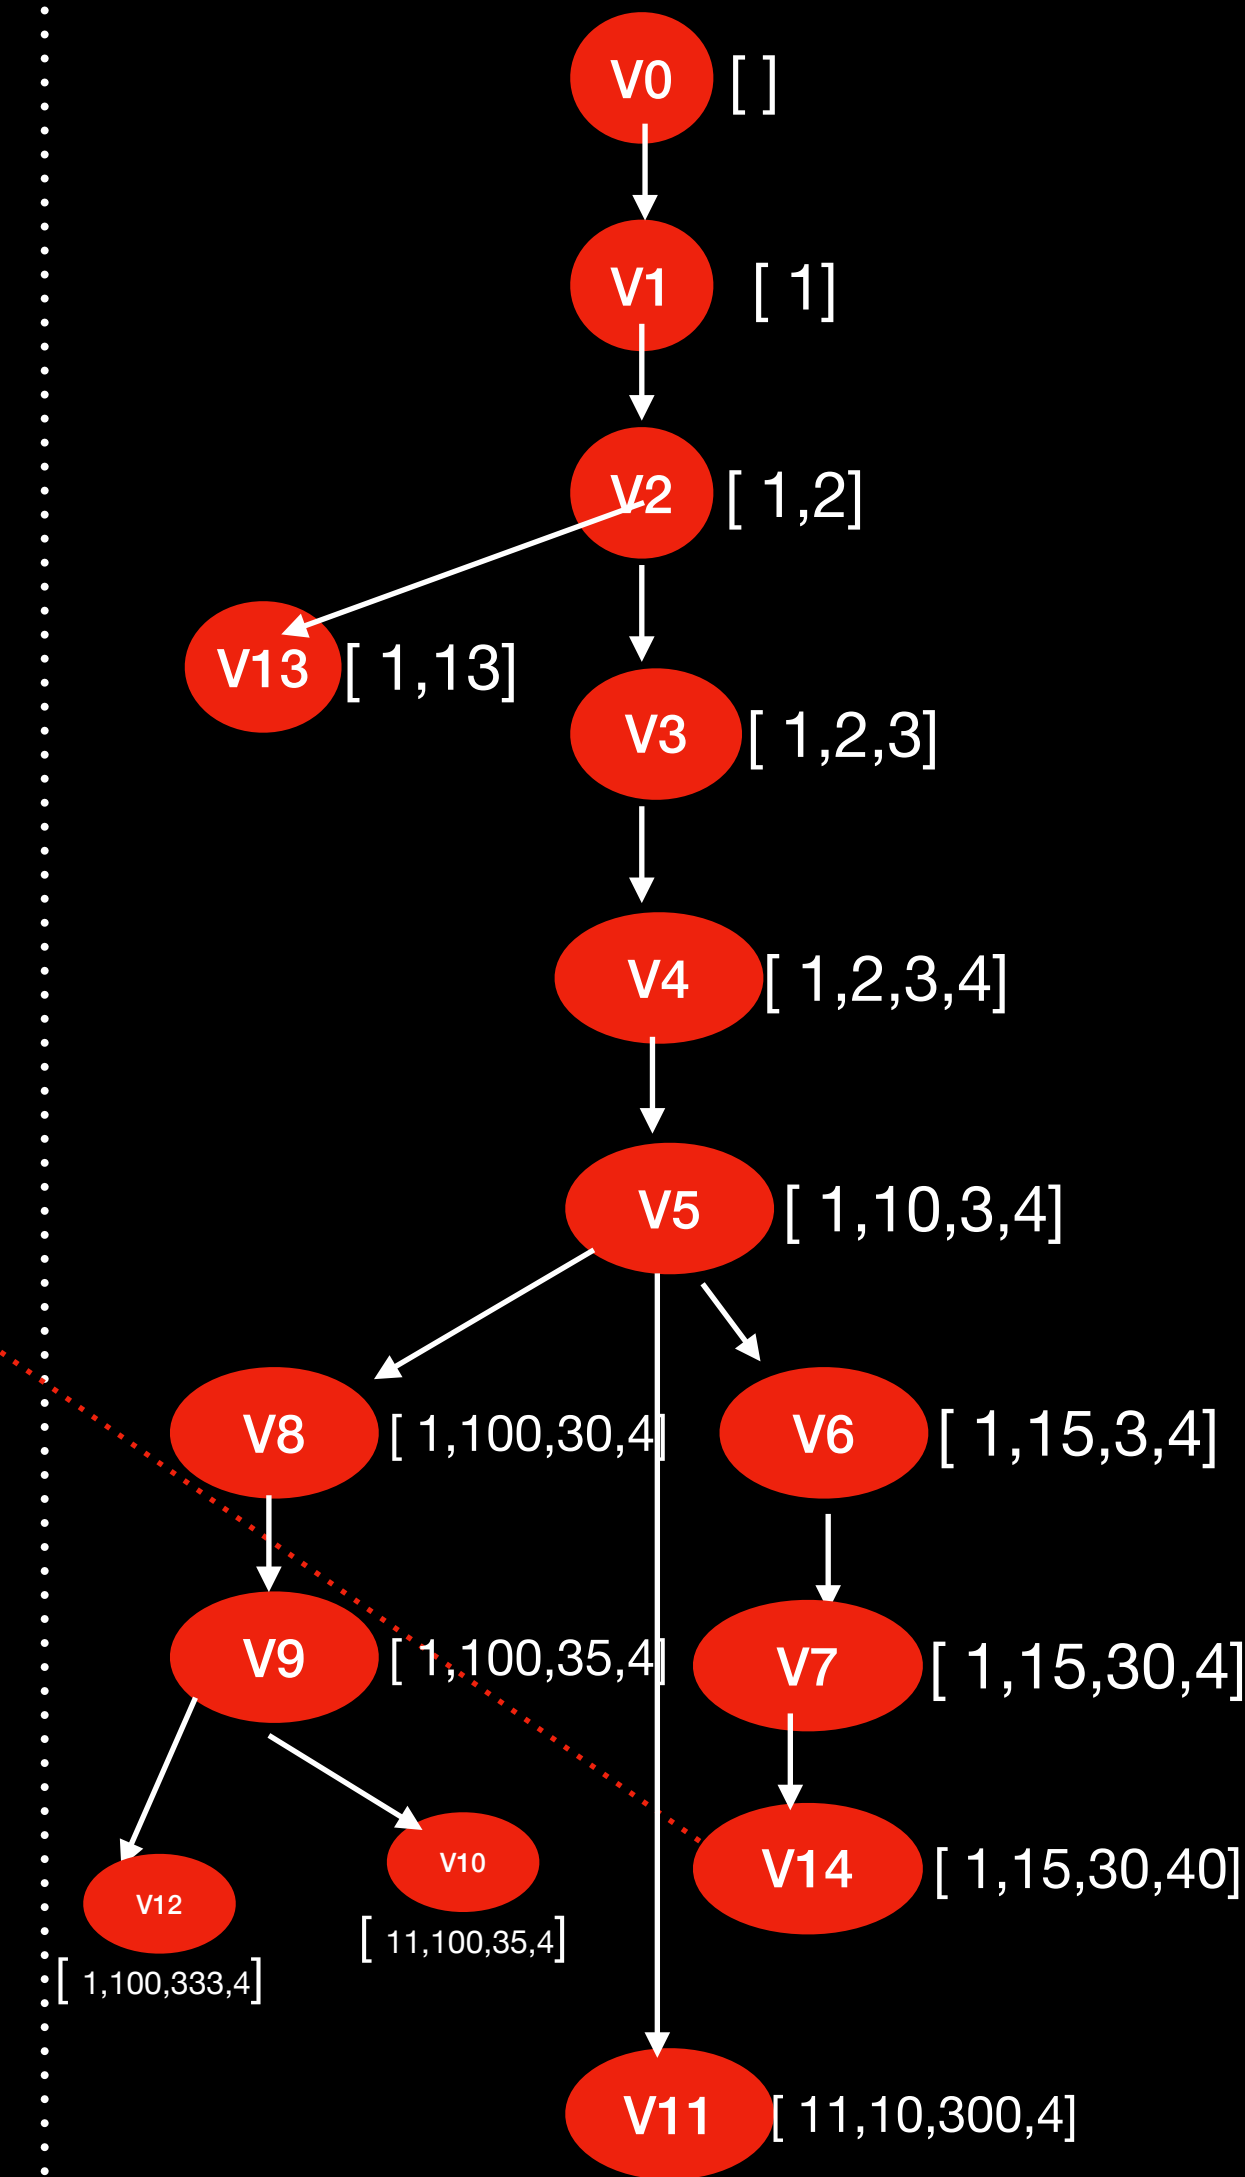 V0 [ ]
V1 [ 1]
V2 [ 1,2]
V13 [ 1,13]
V3 [ 1,2,3]
V4 [ 1,2,3,4]
V5 [ 1,10,3,4]
V8 [ 1,100,30,4] V6 [ 1,15,3,4]
V9 [ 1,100,35,4] V7 [ 1,15,30,4]
V10 V14 [ 1,15,30,40]
V12
[ 11,100,35,4]
[ 1,100,333,4]
V11 [ 11,10,300,4]